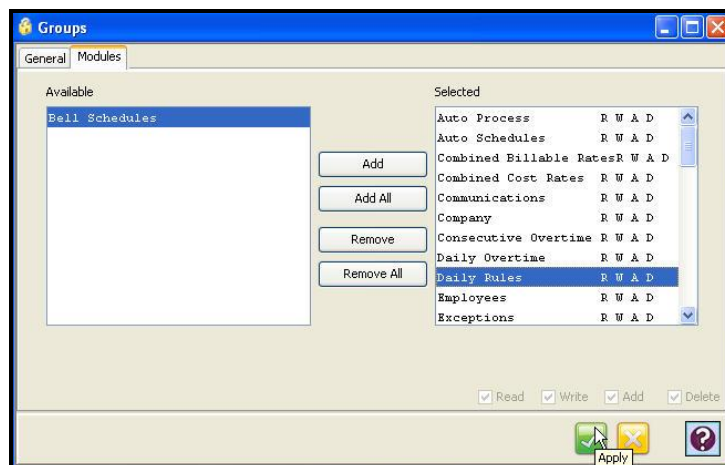 Groups
General Modules
Available
Bell Schedules
Add
Add All
Remove
Remove All
Selected
Auto Process R W A D
Auto Schedules R W A D
Combined Billable RatesR W A D
Combined Cost Rates R W A D
Communications R W A D
Company R W A D
Consecutive Overtime R W A D
Daily Overtime R W A D
Daily Rules R W A D
Employees R W A D
Exceptions R W A D
Read Write Add Delete
?
Apply